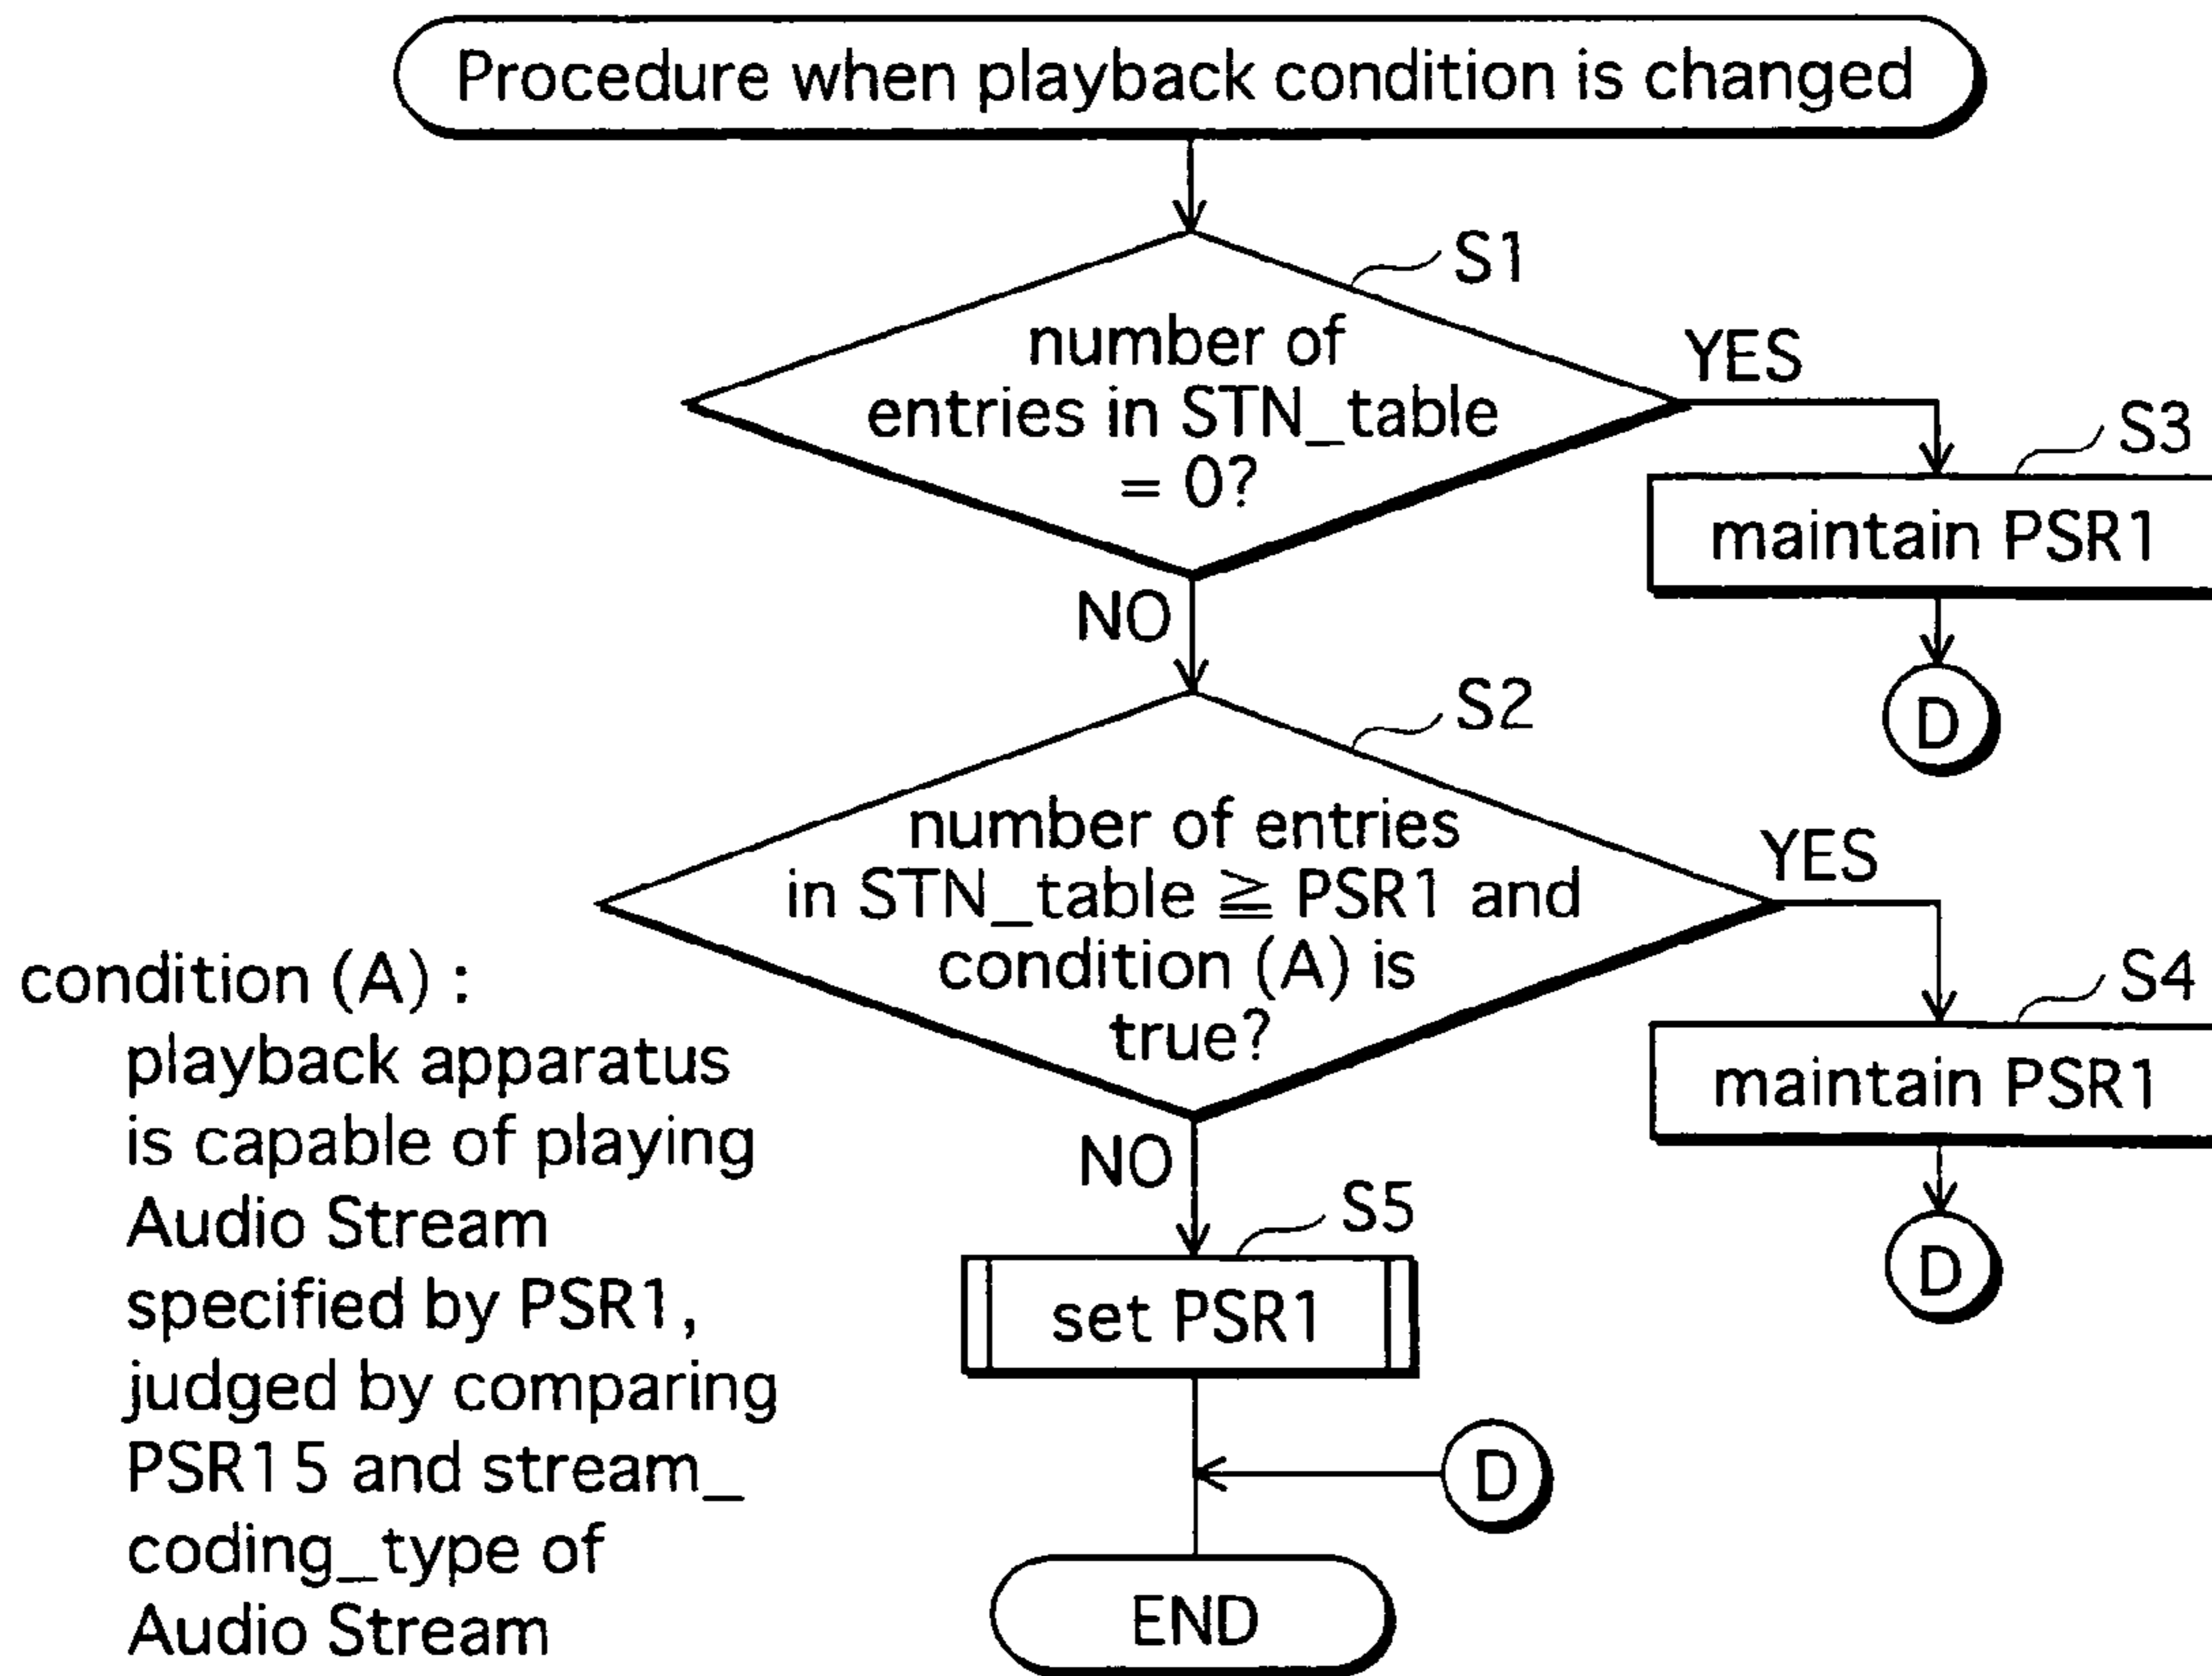 Procedure when playback condition is changed
S1
number of
entries in STN_table
= 0?
YES
S3
maintain PSR1
D
NO
S2
number of entries
in STN_table ≧ PSR1 and
condition (A) is
true?
YES
S4
maintain PSR1
D
NO
S5
set PSR1
D
END
condition (A) :
playback apparatus
is capable of playing
Audio Stream
specified by PSR1,
judged by comparing
PSR15 and stream_
coding_type of
Audio Stream